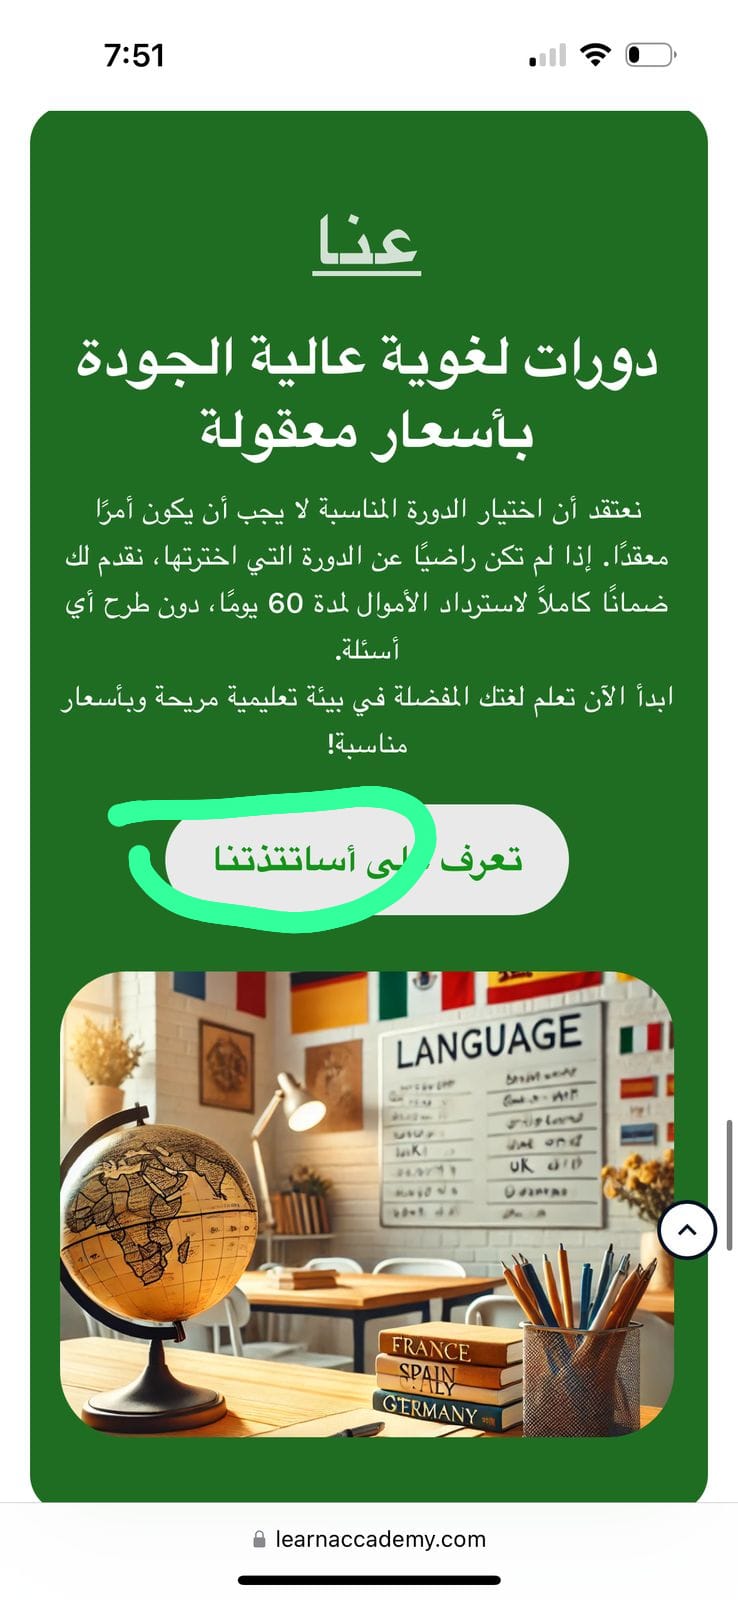 7:51
عنا
دورات لغوية عالية الجودة
بأسعار معقولة
نعتقد أن اختيار الدورة المناسبة لا يجب أن يكون أمرًا
معقدًا. إذا لم تكن راضيًا عن الدورة التي اخترتها، نقدم لك
ضمانًا كاملاً لاسترداد الأموال لمدة 60 يومًا، دون طرح أي
أسئلة.
ابدأ الآن تعلم لغتك المفضلة في بيئة تعليمية مريحة وبأسعار
مناسبة!
تعرف على أساتتذتنا
LANGUAGE
UK
FRANCE
SPAIN
GERMANY
learnaccademy.com